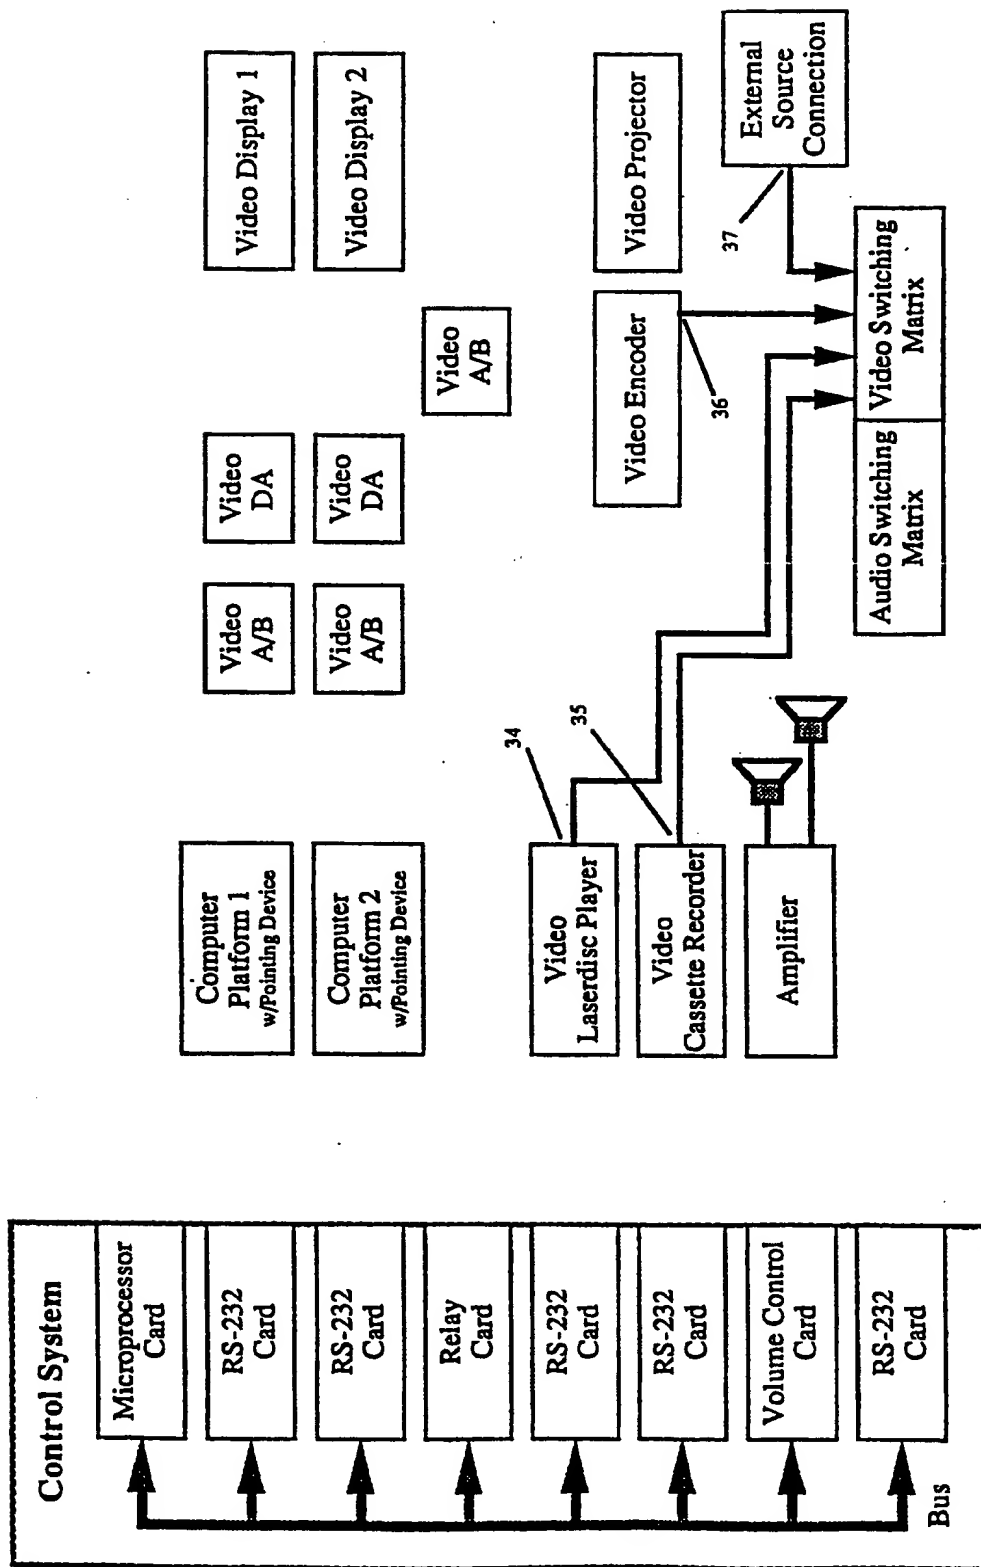 Control System
Microprocessor
Card
RS-232
Card
RS-232
Card
Relay
Card
RS-232
Card
RS-232
Card
Volume Control
Card
RS-232
Card
Bus
Computer
Platform 1
w/Pointing Device
Computer
Platform 2
w/Pointing Device
Video
Laserdisc Player
Video
Cassette Recorder
Amplifier
34
35
Video
A/B
Video
A/B
Video
DA
Video
DA
Video
A/B
Video Display 1
Video Display 2
Video Encoder
Video Projector
36
37
External
Source
Connection
Audio Switching
Matrix
Video Switching
Matrix